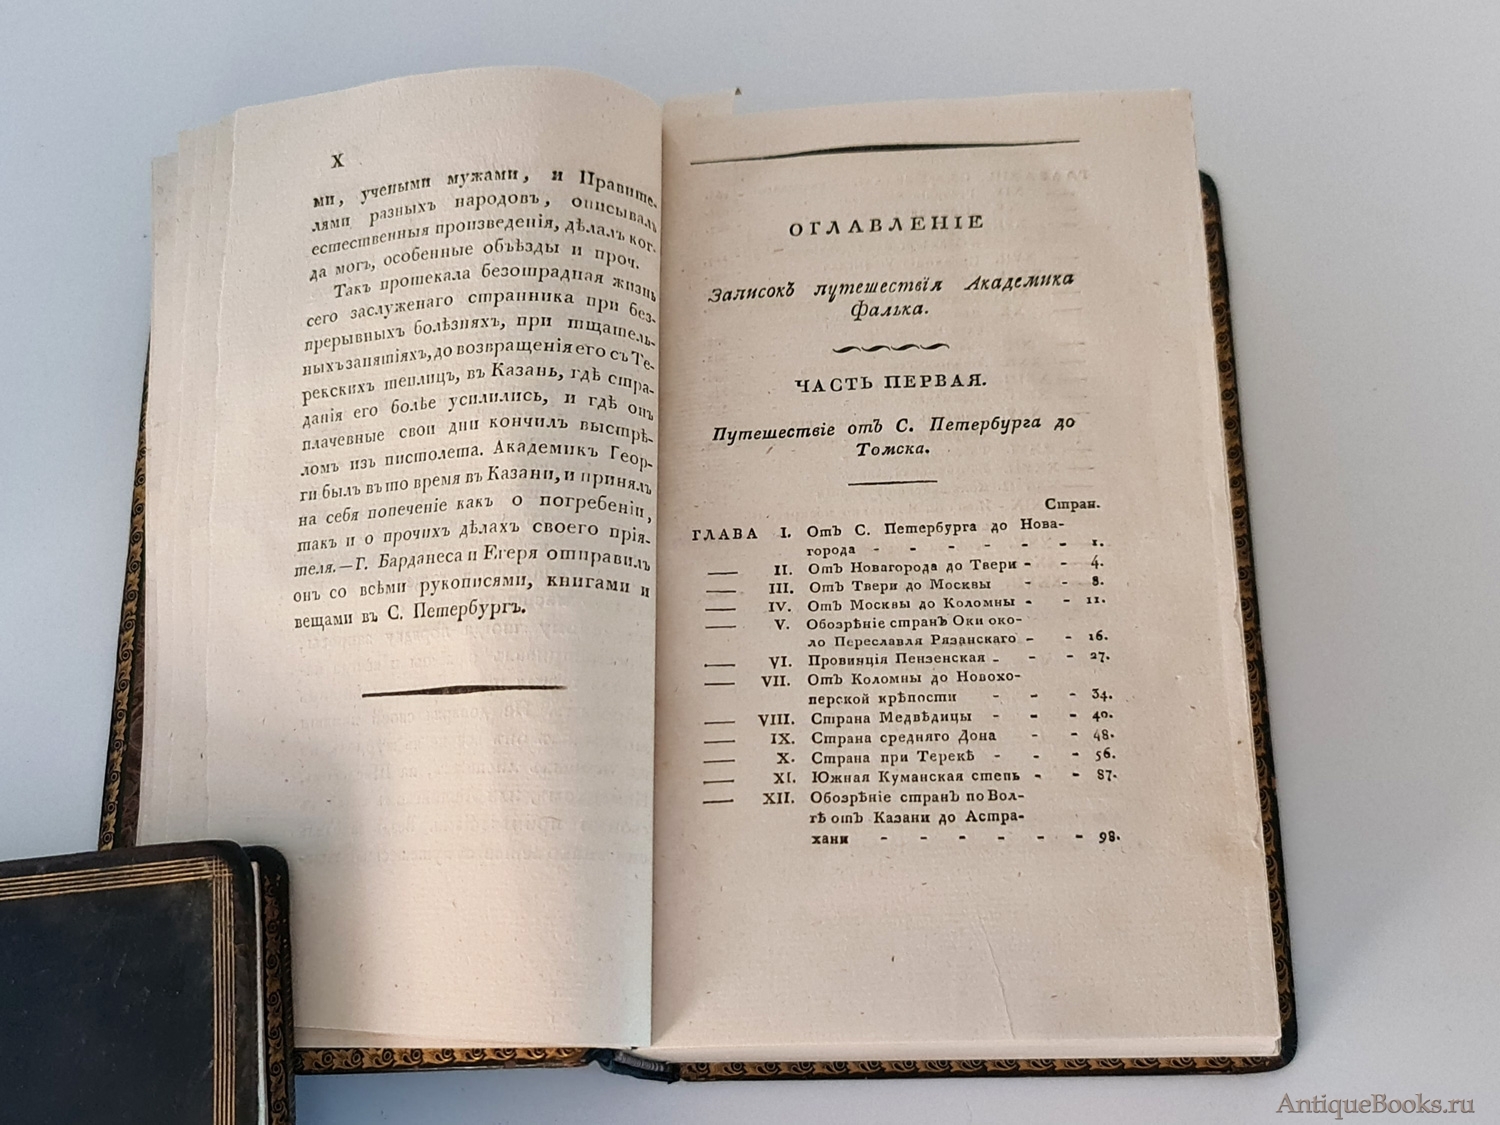 X
ми, учеными мужами, и Правите-
лями разныхъ народовъ, описывалъ
естественныя произведенія, дѣлалъ ког-
да могъ, особенные объѣзды и проч.
Такъ протекала безотрадная жизнь
сего заслуженаго странника при без-
прерывныхъ болѣзняхъ, при тщатель-
ныхъ занятіяхъ, до возвращенія его съ Те-
рекскихъ теплицъ, въ Казань, гдѣ стра-
данія его болѣе усилились, и гдѣ онъ
плачевные свои дни кончилъ выстрѣ-
ломъ изъ пистолета. Академикъ Геор-
ги былъ въ то время въ Казани, и принялъ
на себя попеченіе какъ о погребеніи,
такъ и о прочихъ дѣлахъ своего прія-
теля.—Г. Барданеса и Егеря отправилъ
онъ со всѣми рукописями, книгами и
вещами въ С. Петербургъ.
ОГЛАВЛЕНІЕ
Записокъ путешествія Академика
Фалька.
ЧАСТЬ ПЕРВАЯ.
Путешествіе отъ С. Петербурга до
Томска.
Стран.
ГЛАВА I. Отъ С. Петербурга до Нова-
города - - - - - - 1.
— II. Отъ Новагорода до Твери - - 4.
— III. Отъ Твери до Москвы - - 8.
— IV. Отъ Москвы до Коломны - - 11.
— V. Обозрѣніе странъ Оки око-
ло Переславля Рязанскаго - - 16.
— VI. Провинція Пензенская - - - 27.
— VII. Отъ Коломны до Новохо-
перской крѣпости - - - 34.
— VIII. Страна Медвѣдицы - - - 40.
— IX. Страна средняго Дона - - 48.
— X. Страна при Терекѣ - - - 56.
— XI. Южная Куманская степь - - 87.
— XII. Обозрѣніе странъ по Вол-
гѣ отъ Казани до Астра-
хани - - - - - - 98.
AntiqueBooks.ru